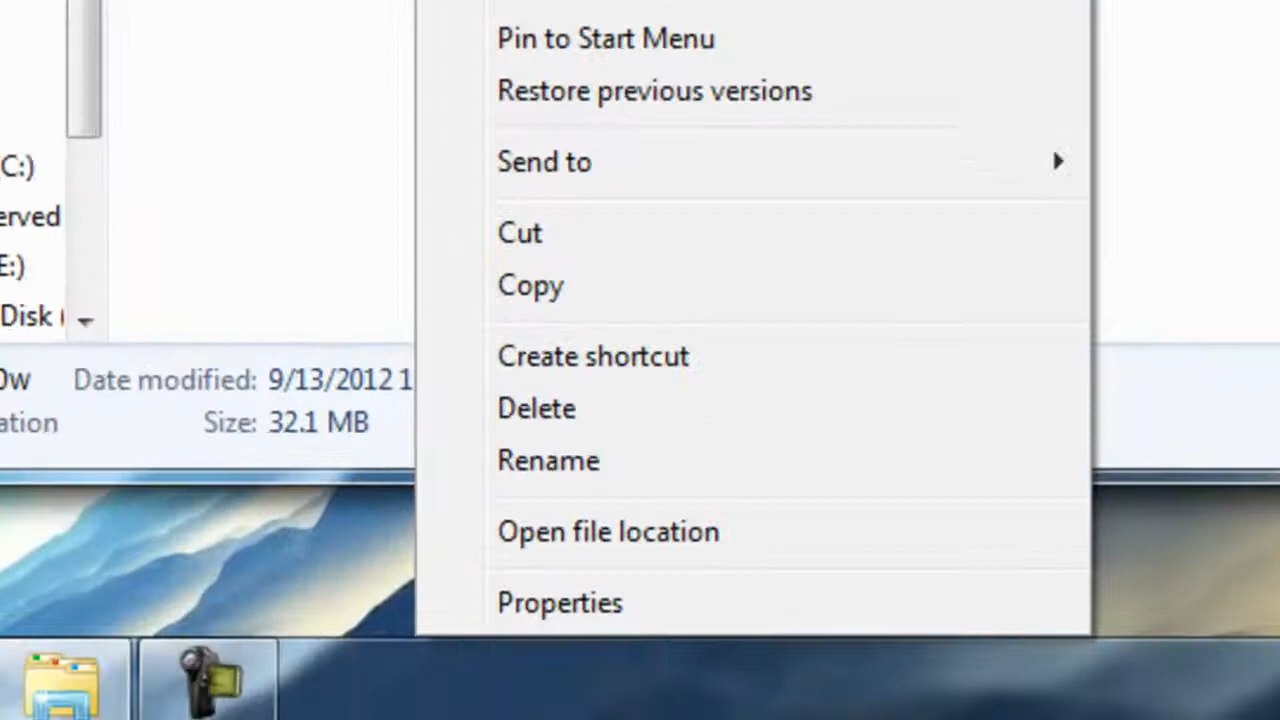 Pin to Start Menu
Restore previous versions
Send to
Cut
Copy
Create shortcut
Delete
Rename
Open file location
Properties
C:)
erved
E:)
Disk
Date modified: 9/13/2012 1
ation Size: 32.1 MB